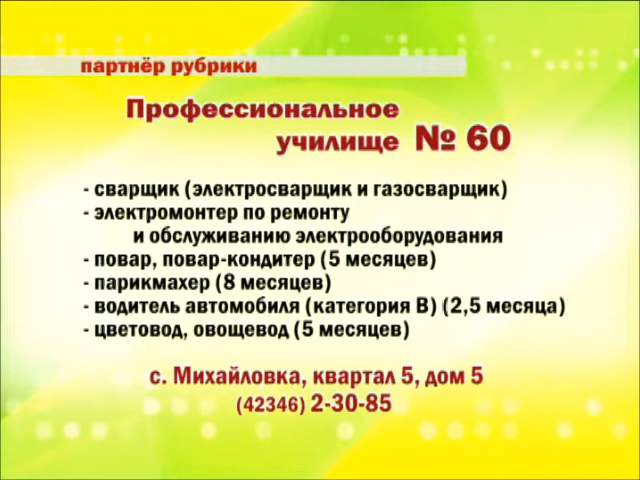 партнёр рубрики
Профессиональное
училище № 60
- сварщик (электросварщик и газосварщик)
- электромонтер по ремонту
и обслуживанию электрооборудования
- повар, повар-кондитер (5 месяцев)
- парикмахер (8 месяцев)
- водитель автомобиля (категория В) (2,5 месяца)
- цветовод, овощевод (5 месяцев)
с. Михайловка, квартал 5, дом 5
(42346) 2-30-85